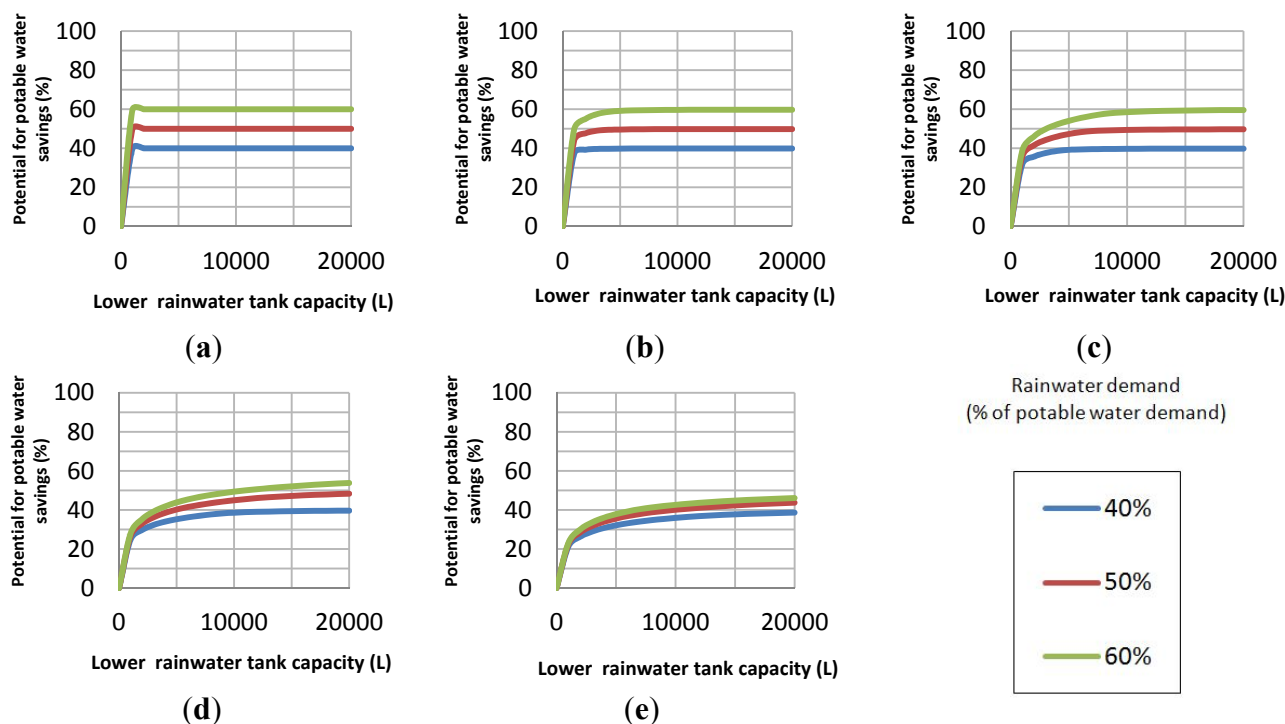 Potential for potable water
savings (%)
100
80
60
40
20
0
0 10000 20000
Lower rainwater tank capacity (L)
(a)
Potential for potable water
savings (%)
100
80
60
40
20
0
0 10000 20000
Lower rainwater tank capacity (L)
(b)
Potential for potable water
savings (%)
100
80
60
40
20
0
0 10000 20000
Lower rainwater tank capacity (L)
(c)
Potential for potable water
savings (%)
100
80
60
40
20
0
0 10000 20000
Lower rainwater tank capacity (L)
(d)
Potential for potable water
savings (%)
100
80
60
40
20
0
0 10000 20000
Lower rainwater tank capacity (L)
(e)
Rainwater demand
(% of potable water demand)
40%
50%
60%